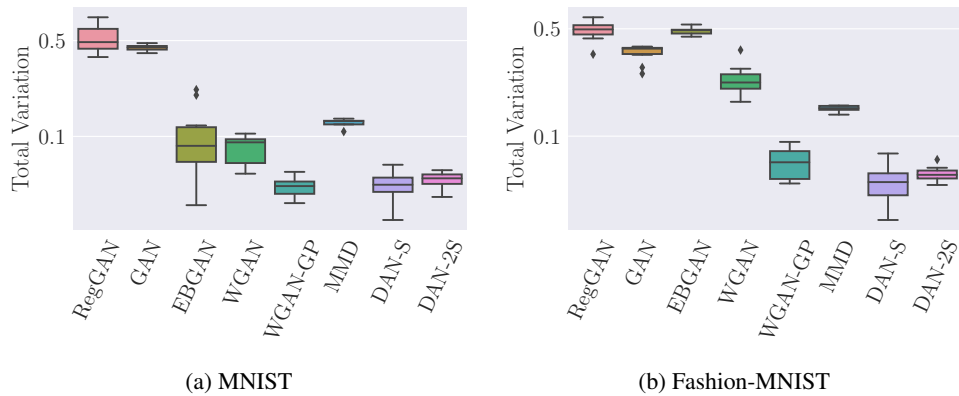 Total Variation
0.5
0.1
RegGAN
GAN
EBGAN
WGAN
WGAN-GP
MMD
DAN-S
DAN-2S
(a) MNIST
Total Variation
0.5
0.1
RegGAN
GAN
EBGAN
WGAN
WGAN-GP
MMD
DAN-S
DAN-2S
(b) Fashion-MNIST